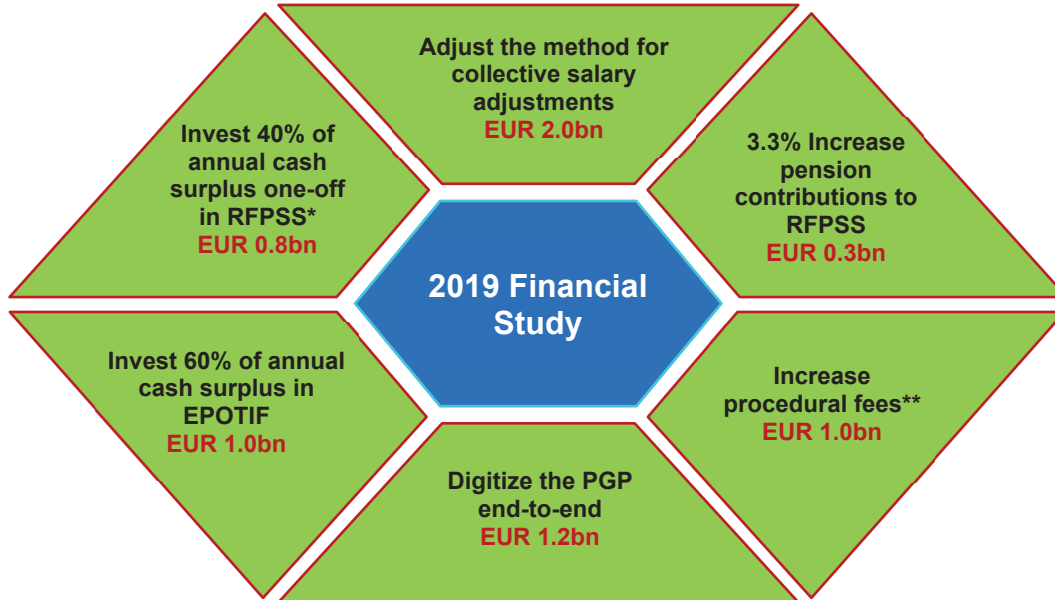 Adjust the method for
collective salary
adjustments
EUR 2.0bn
Invest 40% of
annual cash
surplus one-off
in RFPSS*
EUR 0.8bn
3.3% Increase
pension
contributions to
RFPSS
EUR 0.3bn
2019 Financial
Study
Invest 60% of annual
cash surplus in
EPOTIF
EUR 1.0bn
Increase
procedural fees**
EUR 1.0bn
Digitize the PGP
end-to-end
EUR 1.2bn